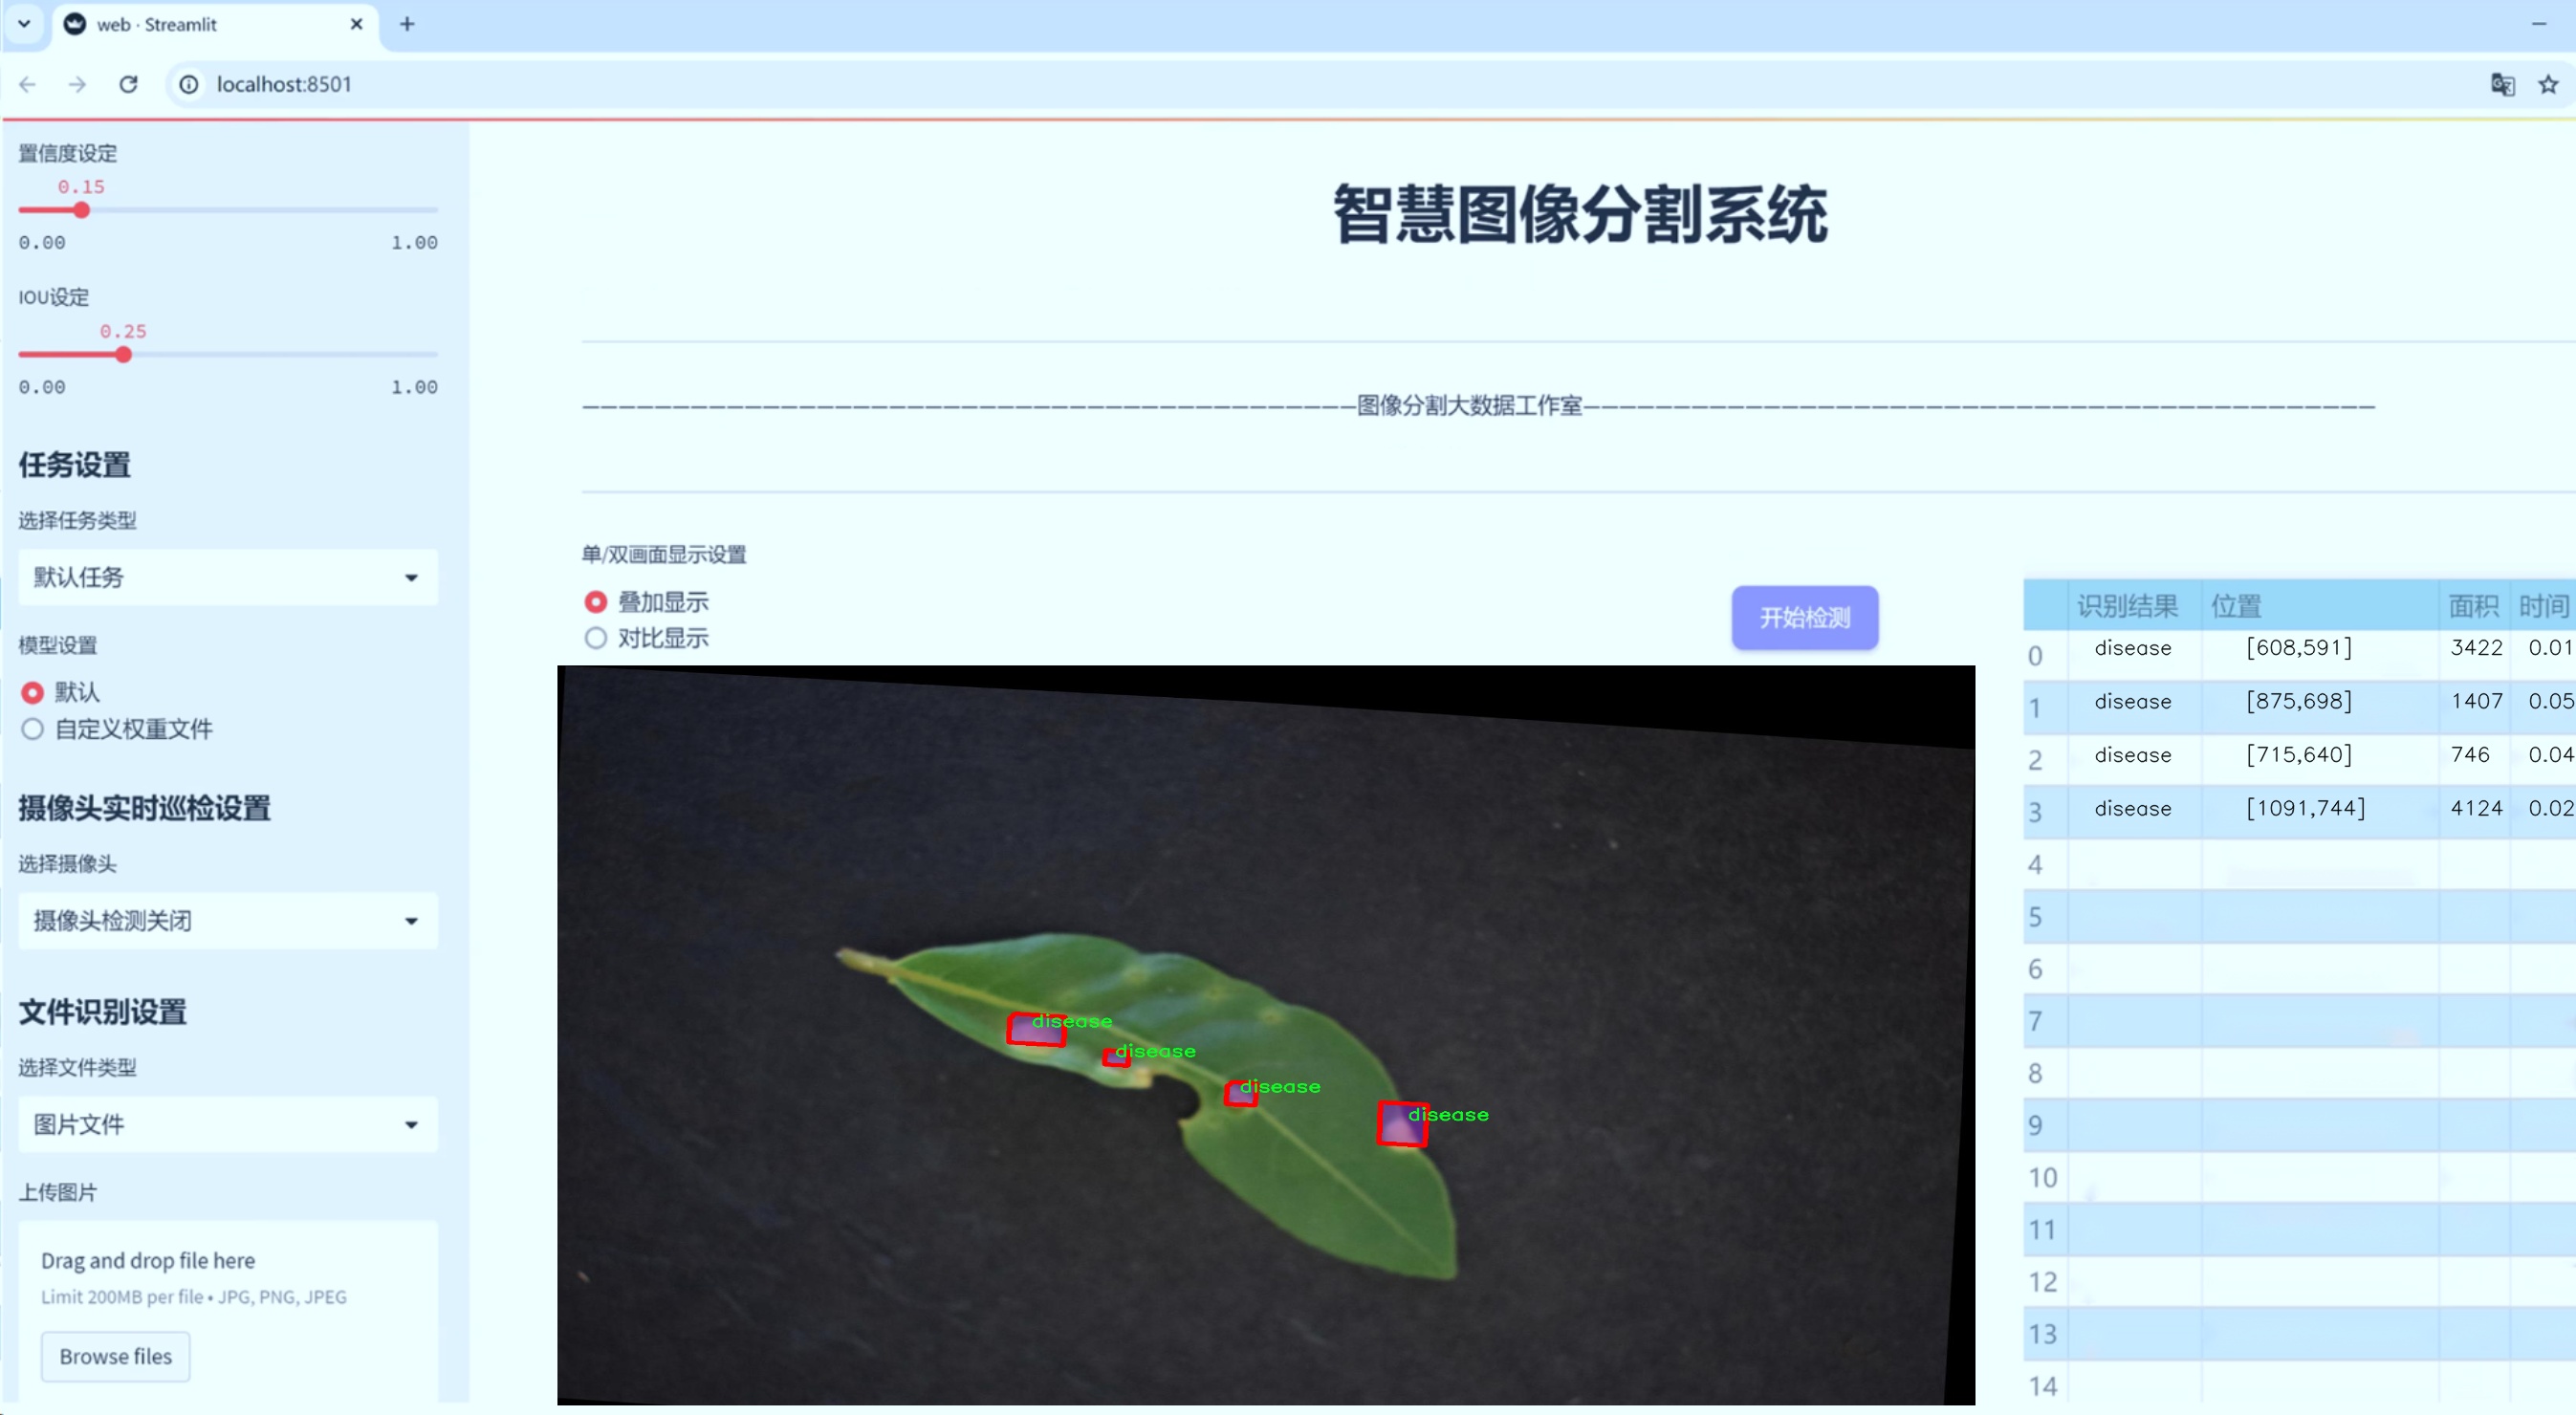 web · Streamlit
localhost:8501
置信度设定
0.15
0.00 1.00
IOU设定
0.25
0.00 1.00
任务设置
选择任务类型
默认任务
模型设置
默认
自定义权重文件
摄像头实时巡检设置
选择摄像头
摄像头检测关闭
文件识别设置
选择文件类型
图片文件
上传图片
Drag and drop file here
Limit 200MB per file • JPG, PNG, JPEG
Browse files
智慧图像分割系统
图像分割大数据工作室
单/双画面显示设置
叠加显示
对比显示
开始检测
disease
disease
disease
disease
识别结果 位置 面积 时间
0 disease [608,591] 3422 0.01
1 disease [875,698] 1407 0.05
2 disease [715,640] 746 0.04
3 disease [1091,744] 4124 0.02
4
5
6
7
8
9
10
11
12
13
14